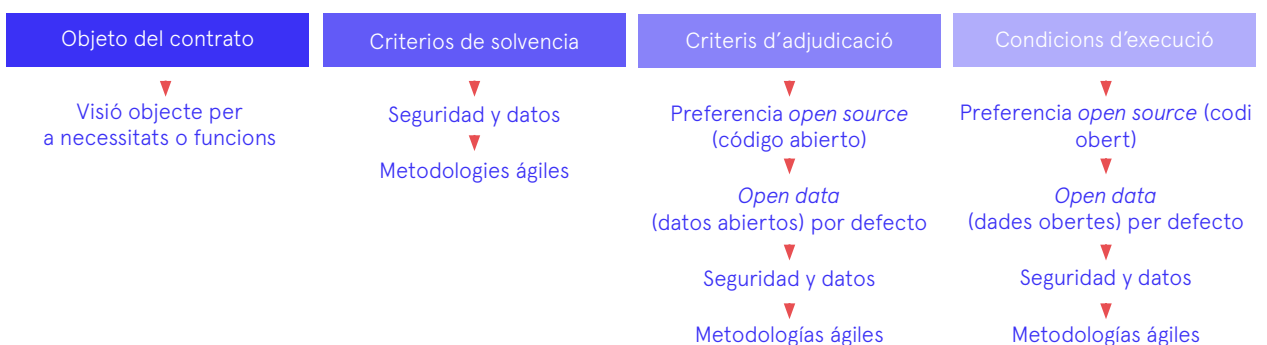 Objeto del contrato
Visió objecte per
a necessitats o funcions
Criterios de solvencia
Seguridad y datos
Metodologies ágiles
Criteris d’adjudicació
Preferencia open source
(código abierto)
Open data
(datos abiertos) por defecto
Seguridad y datos
Metodologías ágiles
Condicions d’execució
Preferencia open source (codi
obert)
Open data
(dades obertes) per defecto
Seguridad y datos
Metodologías ágiles